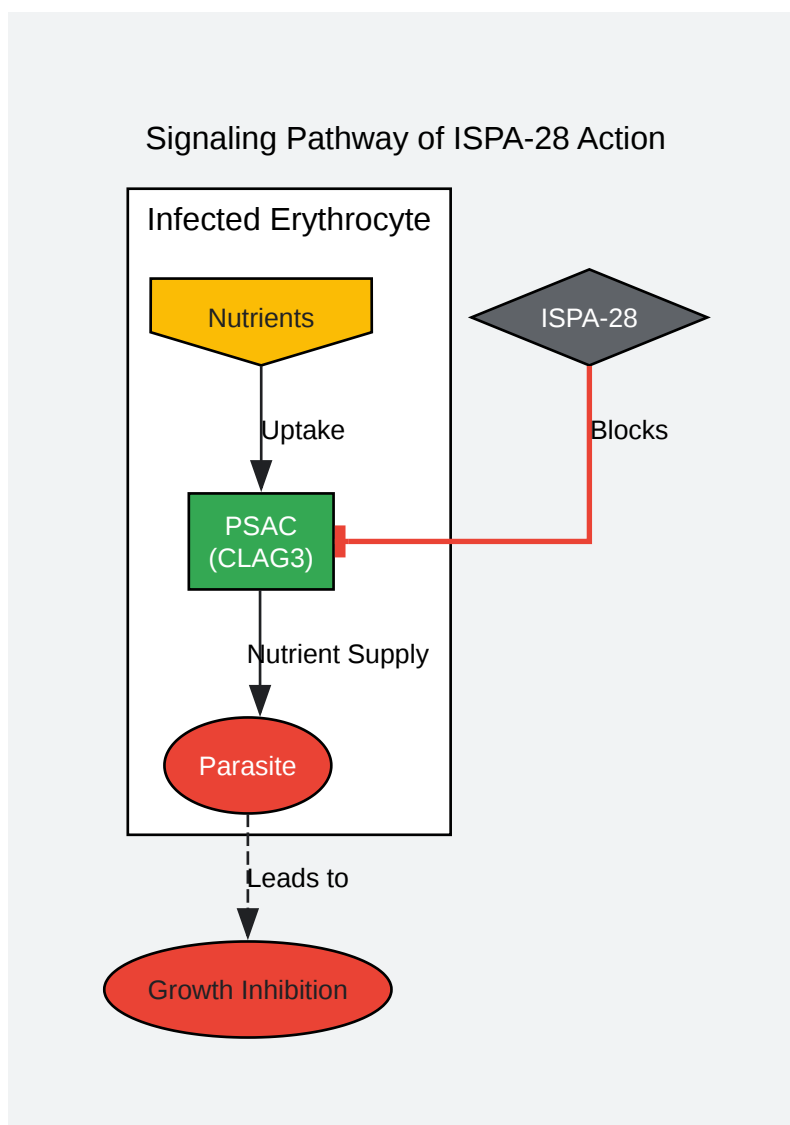 Signaling Pathway of ISPA-28 Action
Infected Erythrocyte
Nutrients
ISPA-28
Uptake
Blocks
PSAC
(CLAG3)
Nutrient Supply
Parasite
Leads to
Growth Inhibition